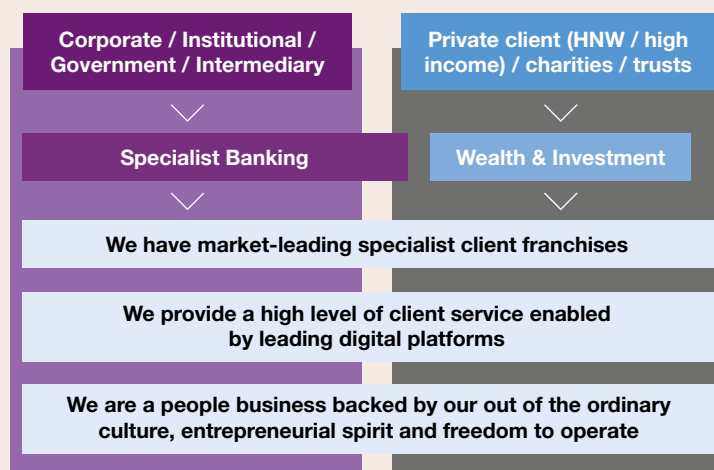 Corporate / Institutional /
Government / Intermediary
Private client (HNW / high
income) / charities / trusts
Specialist Banking
Wealth & Investment
We have market-leading specialist client franchises
We provide a high level of client service enabled
by leading digital platforms
We are a people business backed by our out of the ordinary
culture, entrepreneurial spirit and freedom to operate